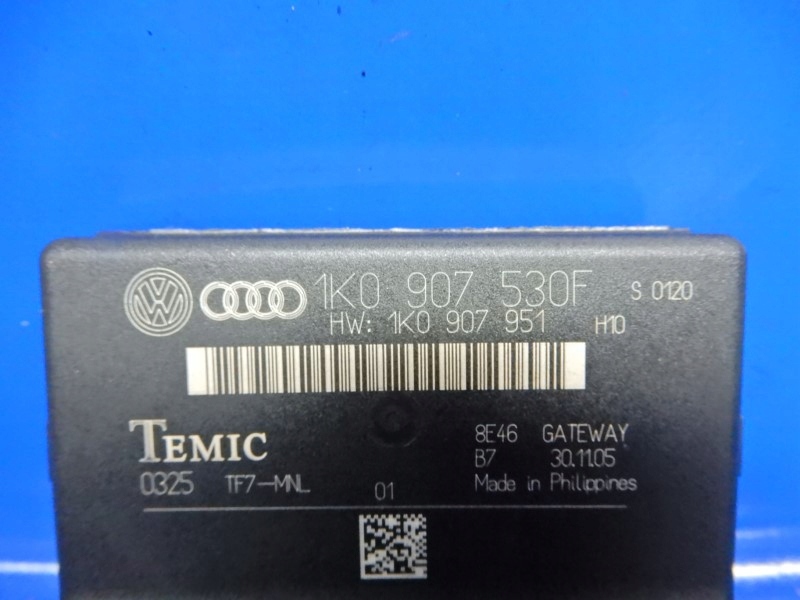 1K0 907 530F S 0120
HW: 1K0 907 951 H10
TEMIC
8E46 GATEWAY
B7 30.11.05
0325 TF7-MNL 01
Made in Philippines